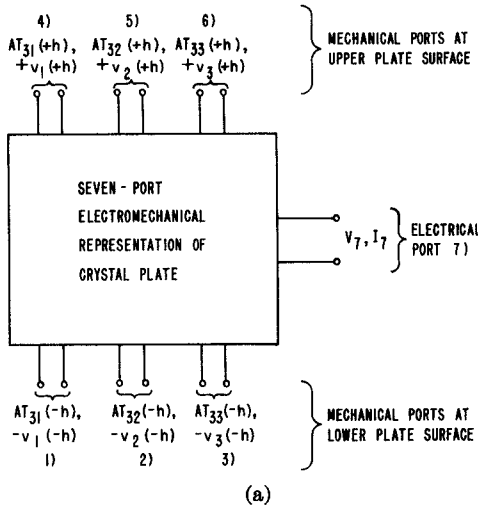 4) 5) 6)
AT31(+h), AT32(+h), AT33(+h),
+v1(+h) +v2(+h) +v3(+h)
MECHANICAL PORTS AT
UPPER PLATE SURFACE
SEVEN-PORT
ELECTROMECHANICAL
REPRESENTATION OF
CRYSTAL PLATE
V7, I7
ELECTRICAL
PORT 7)
AT31(-h), AT32(-h), AT33(-h),
-v1(-h) -v2(-h) -v3(-h)
1) 2) 3)
MECHANICAL PORTS AT
LOWER PLATE SURFACE
(a)